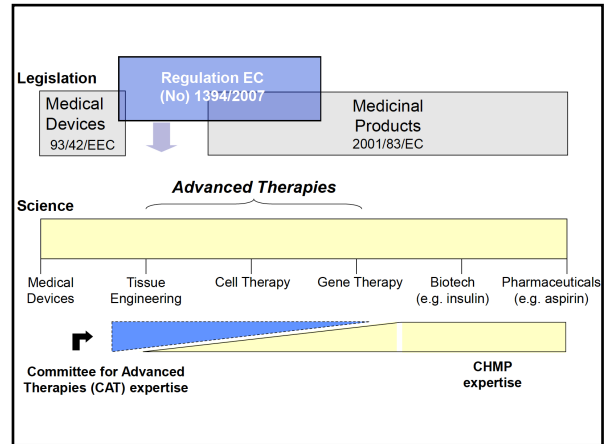 Legislation
Regulation EC
(No) 1394/2007
Medical
Devices
93/42/EEC
Medicinal
Products
2001/83/EC
Advanced Therapies
Science
Medical
Devices
Tissue
Engineering
Cell Therapy
Gene Therapy
Biotech
(e.g. insulin)
Pharmaceuticals
(e.g. aspirin)
Committee for Advanced
Therapies (CAT) expertise
CHMP
expertise